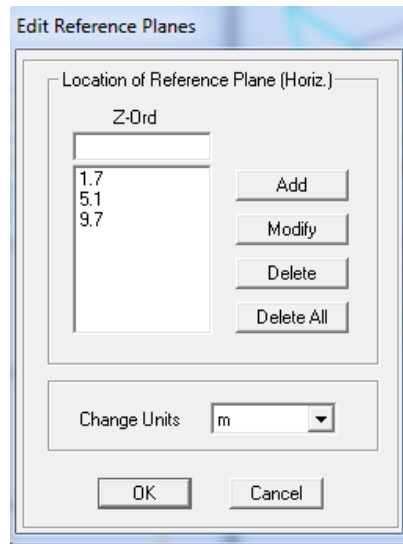 Edit Reference Planes
Location of Reference Plane (Horiz.)
Z-Ord
1.7
5.1
9.7
Add
Modify
Delete
Delete All
Change Units
m
OK
Cancel